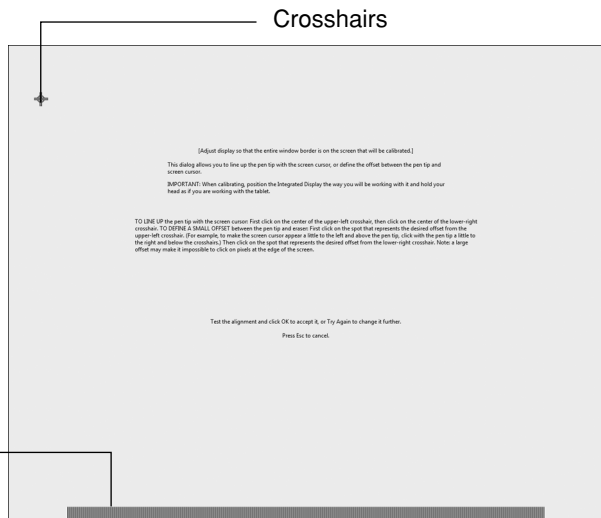 Crosshairs
[Adjust display so that the entire window border is on the screen that will be calibrated.]
This dialog allows you to line up the pen tip with the screen cursor, or define the offset between the pen tip and
screen cursor.
IMPORTANT: When calibrating, position the Integrated Display the way you will be working with it and hold your
head as if you are working with the tablet.
TO LINE UP the pen tip with the screen cursor: First click on the center of the upper-left crosshair, then click on the center of the lower-right
crosshair. TO DEFINE A SMALL OFFSET between the pen tip and eraser: First click on the spot that represents the desired offset from the
upper-left crosshair. (For example, to make the screen cursor appear a little to the left and above the pen tip, click with the pen tip a little to
the right and below the crosshairs.) Then click on the spot that represents the desired offset from the lower-right crosshair. Note: a large
offset may make it impossible to click on pixels at the edge of the screen.
Test the alignment and click OK to accept it, or Try Again to change it further.
Press Esc to cancel.